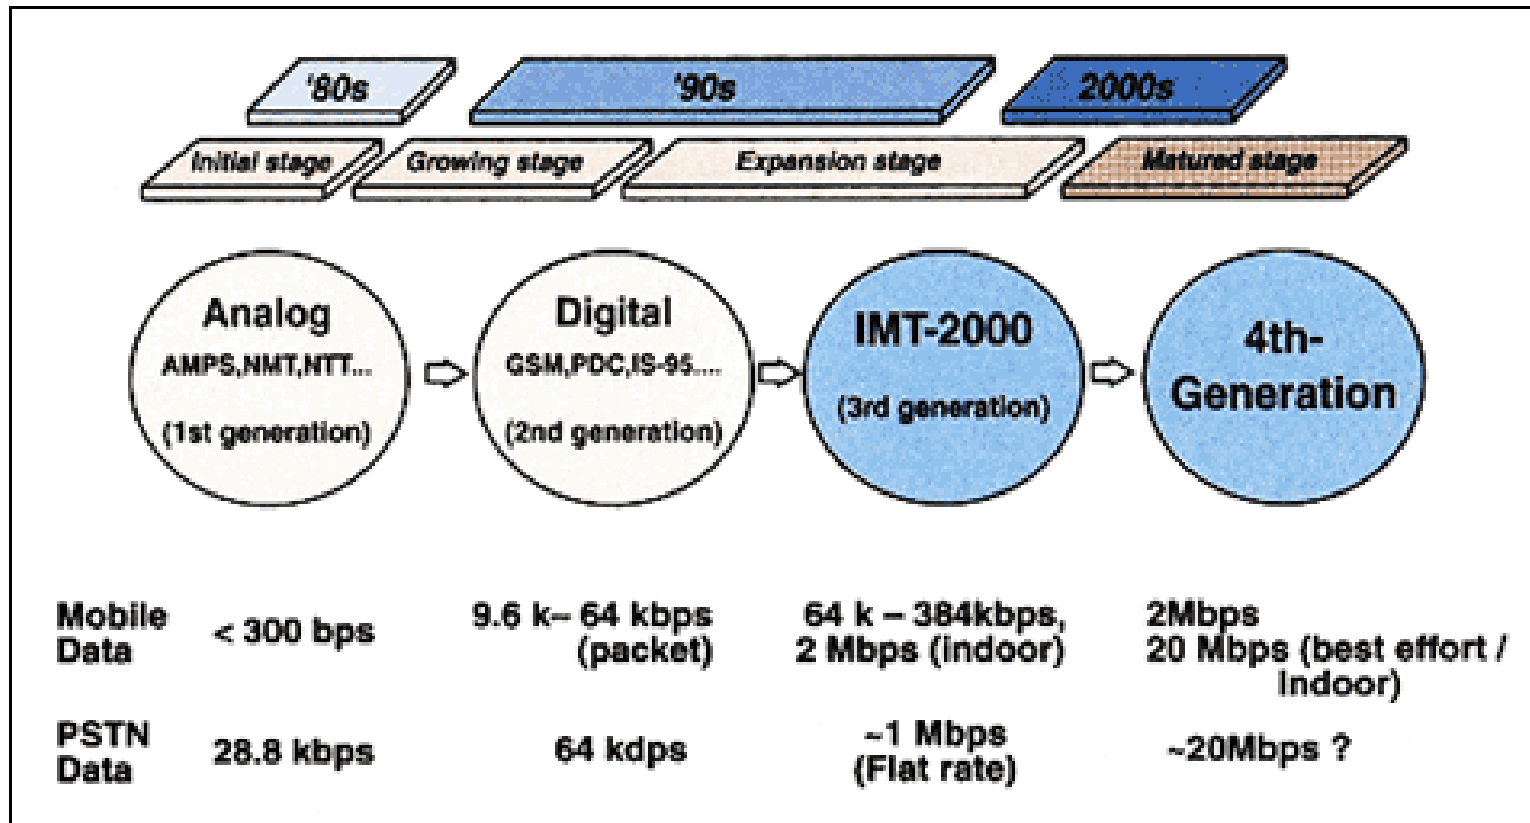 '80s
'90s
2000s
Initial stage
Growing stage
Expansion stage
Matured stage
Analog
AMPS,NMT,NTT...
(1st generation)
Digital
GSM,PDC,IS-95....
(2nd generation)
IMT-2000
(3rd generation)
4th-
Generation
Mobile
Data
< 300 bps
9.6 k– 64 kbps
(packet)
64 k – 384kbps,
2 Mbps (indoor)
2Mbps
20 Mbps (best effort /
indoor)
PSTN
Data
28.8 kbps
64 kdps
~1 Mbps
(Flat rate)
~20Mbps ?